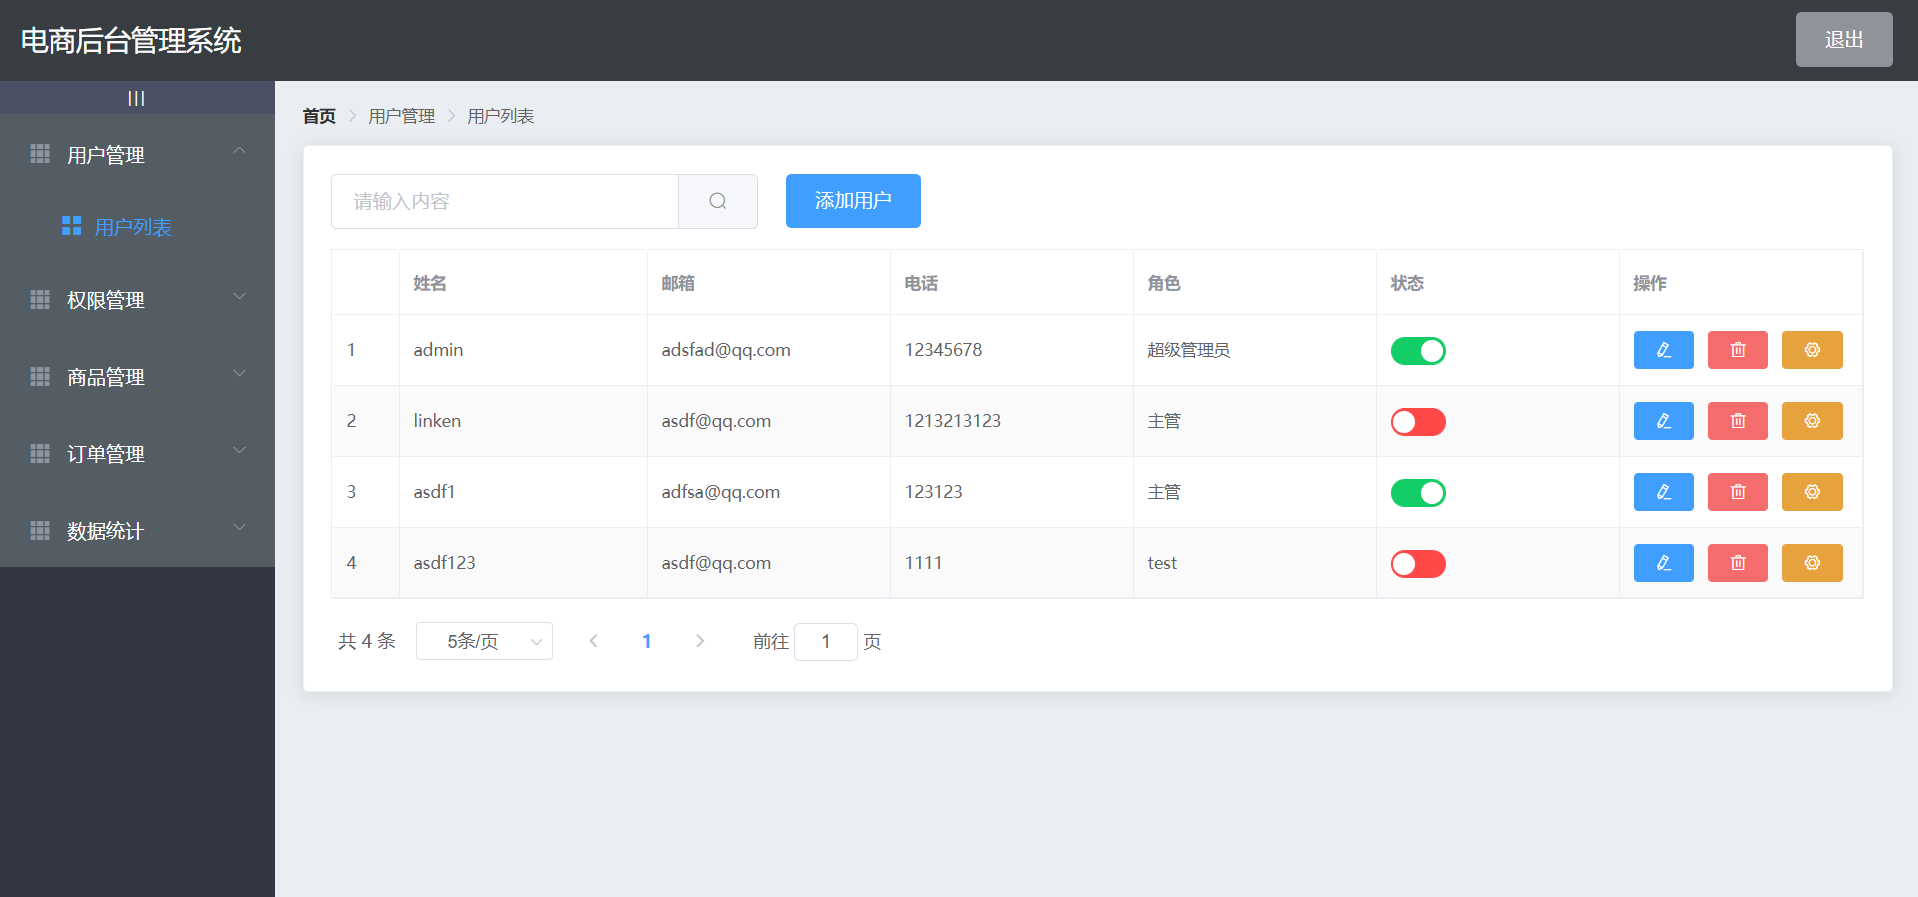 电商后台管理系统
退出
|||
首页 用户管理 用户列表
用户管理
用户列表
权限管理
商品管理
订单管理
数据统计
请输入内容
添加用户
姓名 邮箱 电话 角色 状态 操作
1 admin adsfad@qq.com 12345678 超级管理员
2 linken asdf@qq.com 1213213123 主管
3 asdf1 adfsa@qq.com 123123 主管
4 asdf123 asdf@qq.com 1111 test
共 4 条 5条/页 1 前往 1 页